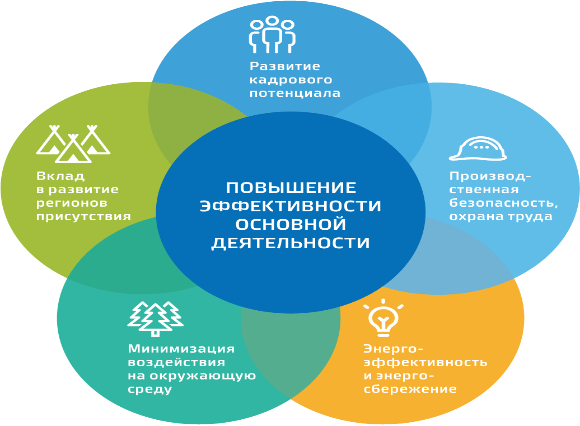 Развитие
кадрового
потенциала
Вклад
в развитие
регионов
присутствия
ПОВЫШЕНИЕ
ЭФФЕКТИВНОСТИ
ОСНОВНОЙ
ДЕЯТЕЛЬНОСТИ
Производ-
ственная
безопасность,
охрана труда
Минимизация
воздействия
на окружающую
среду
Энерго-
эффективность
и энерго-
сбережение